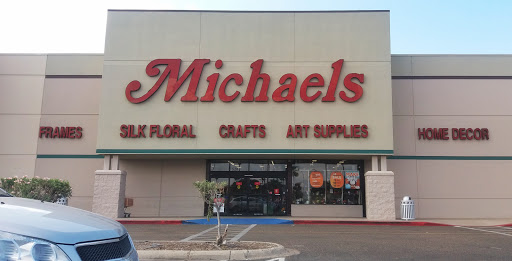 Michaels
FRAMES SILK FLORAL CRAFTS ART SUPPLIES HOME DECOR